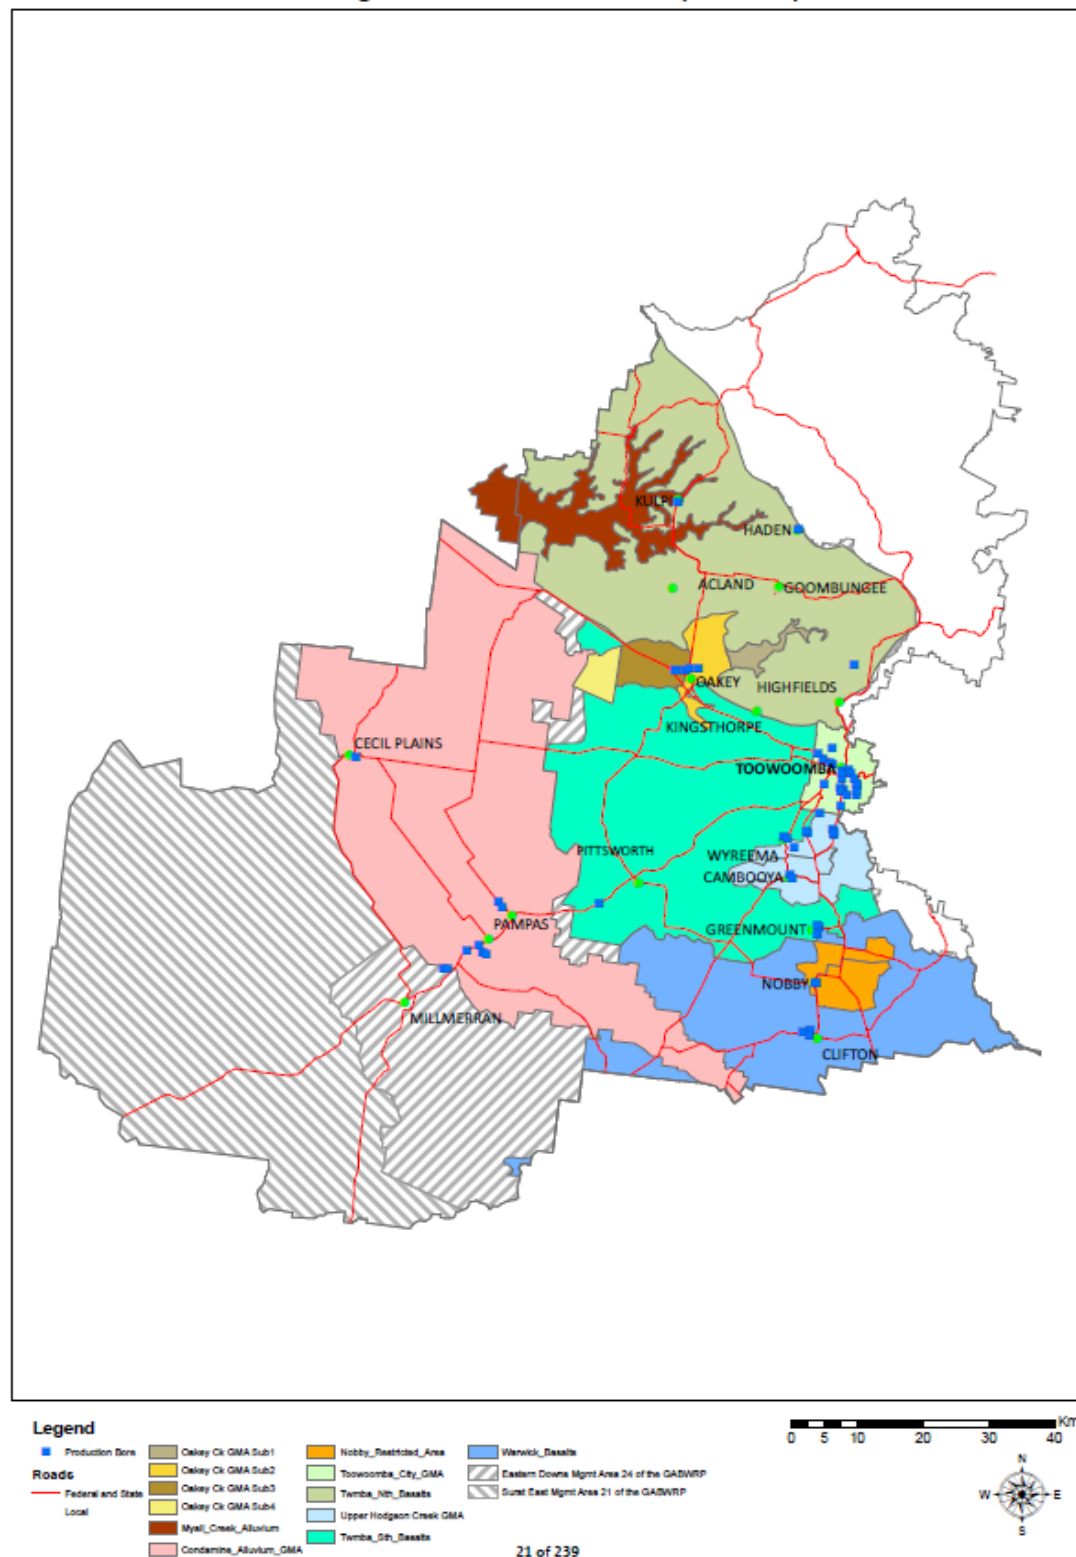 KULPI
HADEN
ACLAND
GOOMBUNGEE
OAKEY
HIGHFIELDS
KINGSTHORPE
CECIL PLAINS
TOOWOOMBA
PITTSWORTH
WYREEMA
CAMBOOYA
PAMPAS
GREENMOUNT
NOBBY
MILLMERRAN
CLIFTON
Legend
Production Bore
Roads
Federal and State
Local
Oakey Ck GMA Sub1
Oakey Ck GMA Sub2
Oakey Ck GMA Sub3
Oakey Ck GMA Sub4
Myall_Creek_Alluvium
Condamine_Alluvium_GMA
Nobby_Restricted_Area
Toowoomba_City_GMA
Twmba_Nth_Basalts
Upper Hodgson Creek GMA
Twmba_Sth_Basalts
Warwick_Basalts
Eastern Downs Mgmt Area 24 of the GABWRP
Surat East Mgmt Area 21 of the GABWRP
Km
0 5 10 20 30 40
N
W E
S
21 of 239